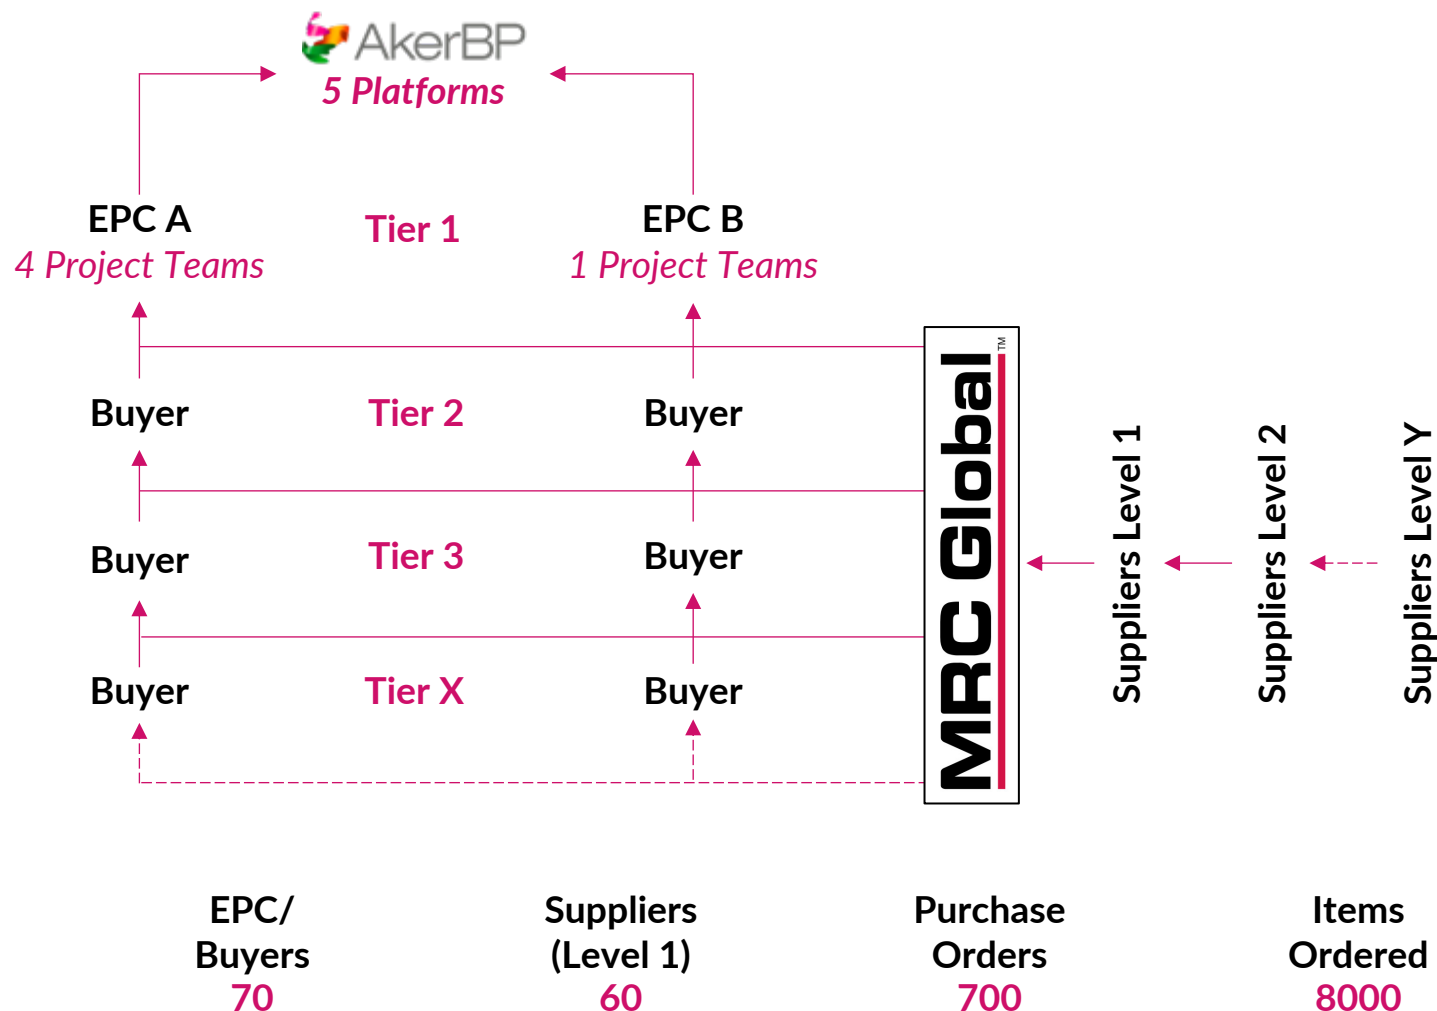 AkerBP
5 Platforms
EPC A
Tier 1
EPC B
4 Project Teams
1 Project Teams
MRC Global™
Buyer
Tier 2
Buyer
Suppliers Level 1
Suppliers Level 2
Suppliers Level Y
Buyer
Tier 3
Buyer
Buyer
Tier X
Buyer
EPC/
Buyers
70
Suppliers
(Level 1)
60
Purchase
Orders
700
Items
Ordered
8000